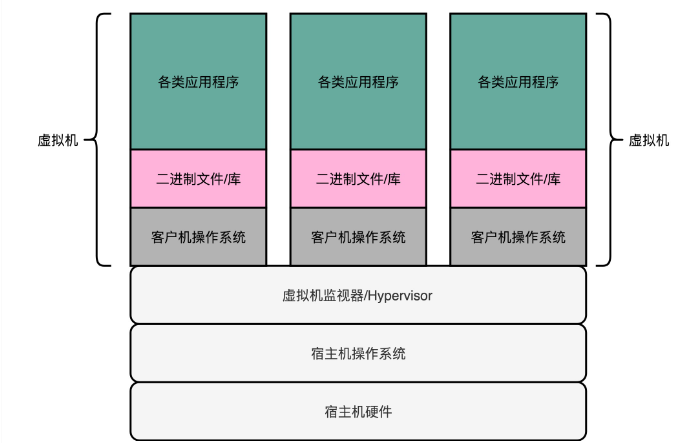 各类应用程序
各类应用程序
各类应用程序
虚拟机
虚拟机
二进制文件/库
二进制文件/库
二进制文件/库
客户机操作系统
客户机操作系统
客户机操作系统
虚拟机监视器/Hypervisor
宿主机操作系统
宿主机硬件